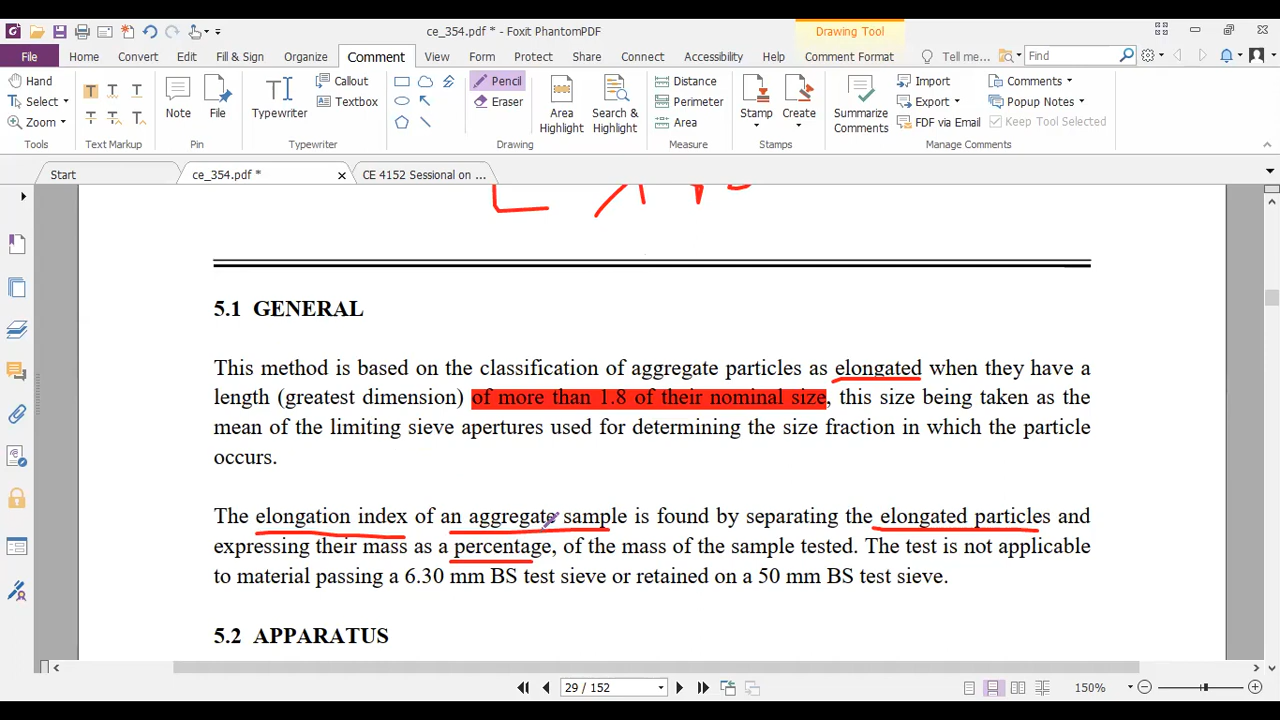 ce_354.pdf * - Foxit PhantomPDF
Drawing Tool
File Home Convert Edit Fill & Sign Organize Comment View Form Protect Share Connect Accessibility Help Comment Format Tell me... Find
Hand
Select
Zoom
Tools
Text Markup
Note
File
Pin
Typewriter
Callout
Textbox
Typewriter
Pencil
Eraser
Area Highlight
Search & Highlight
Drawing
Distance
Perimeter
Area
Measure
Stamp
Create
Stamps
Summarize Comments
Import
Export
FDF via Email
Comments
Popup Notes
Keep Tool Selected
Manage Comments
Start ce_354.pdf * CE 4152 Sessional on ...
5.1 GENERAL
This method is based on the classification of aggregate particles as elongated when they have a
length (greatest dimension) of more than 1.8 of their nominal size, this size being taken as the
mean of the limiting sieve apertures used for determining the size fraction in which the particle
occurs.
The elongation index of an aggregate sample is found by separating the elongated particles and
expressing their mass as a percentage, of the mass of the sample tested. The test is not applicable
to material passing a 6.30 mm BS test sieve or retained on a 50 mm BS test sieve.
5.2 APPARATUS
29 / 152
150%